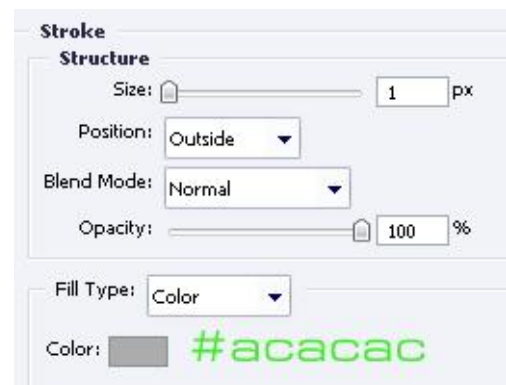 Stroke
Structure
Size: 1 px
Position: Outside
Blend Mode: Normal
Opacity: 100 %
Fill Type: Color
Color: #acacac